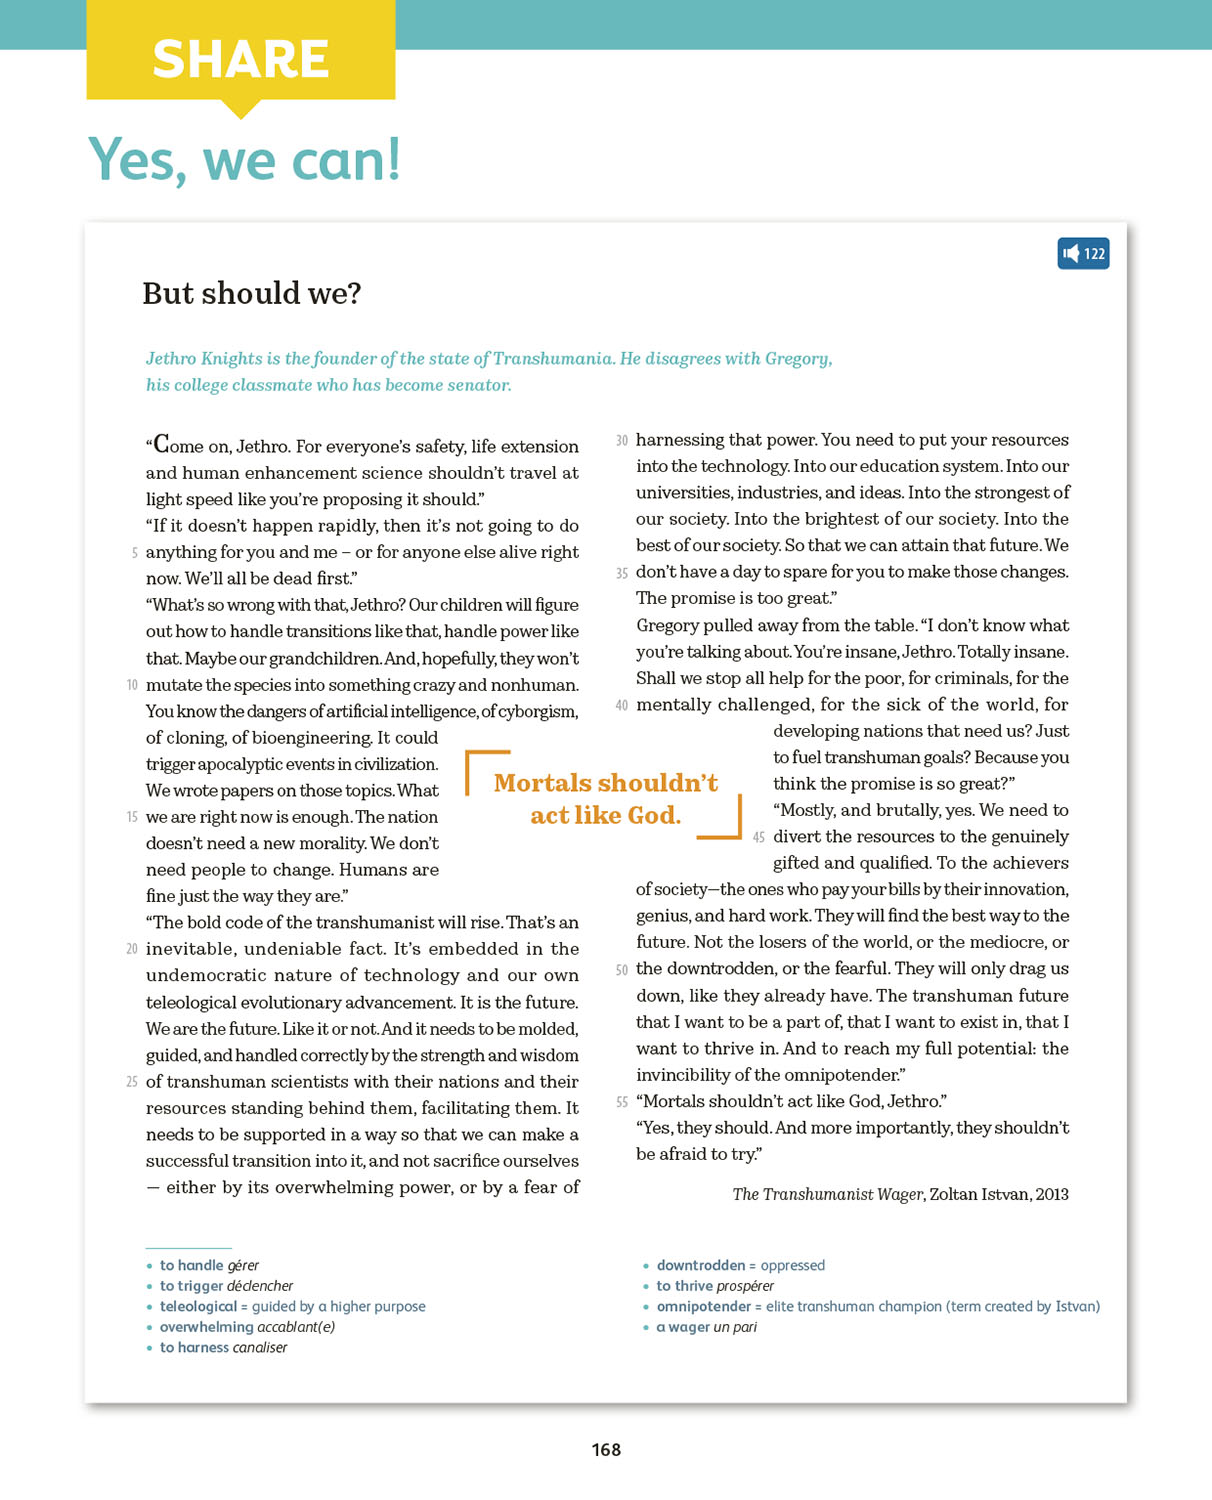 SHARE
Yes, we can!
122
But should we?
Jethro Knights is the founder of the state of Transhumania. He disagrees with Gregory,
his college classmate who has become senator.
“Come on, Jethro. For everyone’s safety, life extension
and human enhancement science shouldn’t travel at
light speed like you’re proposing it should.”
“If it doesn’t happen rapidly, then it’s not going to do
5 anything for you and me – or for anyone else alive right
now. We’ll all be dead first.”
“What’s so wrong with that, Jethro? Our children will figure
out how to handle transitions like that, handle power like
that. Maybe our grandchildren. And, hopefully, they won’t
10 mutate the species into something crazy and nonhuman.
You know the dangers of artificial intelligence, of cyborgism,
of cloning, of bioengineering. It could
trigger apocalyptic events in civilization.
We wrote papers on those topics. What
15 we are right now is enough. The nation
doesn’t need a new morality. We don’t
need people to change. Humans are
fine just the way they are.”
“The bold code of the transhumanist will rise. That’s an
20 inevitable, undeniable fact. It’s embedded in the
undemocratic nature of technology and our own
teleological evolutionary advancement. It is the future.
We are the future. Like it or not. And it needs to be molded,
guided, and handled correctly by the strength and wisdom
25 of transhuman scientists with their nations and their
resources standing behind them, facilitating them. It
needs to be supported in a way so that we can make a
successful transition into it, and not sacrifice ourselves
— either by its overwhelming power, or by a fear of
30 harnessing that power. You need to put your resources
into the technology. Into our education system. Into our
universities, industries, and ideas. Into the strongest of
our society. Into the brightest of our society. Into the
best of our society. So that we can attain that future. We
35 don’t have a day to spare for you to make those changes.
The promise is too great.”
Gregory pulled away from the table. “I don’t know what
you’re talking about. You’re insane, Jethro. Totally insane.
Shall we stop all help for the poor, for criminals, for the
40 mentally challenged, for the sick of the world, for
developing nations that need us? Just
to fuel transhuman goals? Because you
think the promise is so great?”
“Mostly, and brutally, yes. We need to
45 divert the resources to the genuinely
gifted and qualified. To the achievers
of society—the ones who pay your bills by their innovation,
genius, and hard work. They will find the best way to the
future. Not the losers of the world, or the mediocre, or
50 the downtrodden, or the fearful. They will only drag us
down, like they already have. The transhuman future
that I want to be a part of, that I want to exist in, that I
want to thrive in. And to reach my full potential: the
invincibility of the omnipotender.”
55 “Mortals shouldn’t act like God, Jethro.”
“Yes, they should. And more importantly, they shouldn’t
be afraid to try.”
Mortals shouldn’t
act like God.
The Transhumanist Wager, Zoltan Istvan, 2013
• to handle gérer
• to trigger déclencher
• teleological = guided by a higher purpose
• overwhelming accablant(e)
• to harness canaliser
• downtrodden = oppressed
• to thrive prospérer
• omnipotender = elite transhuman champion (term created by Istvan)
• a wager un pari
168